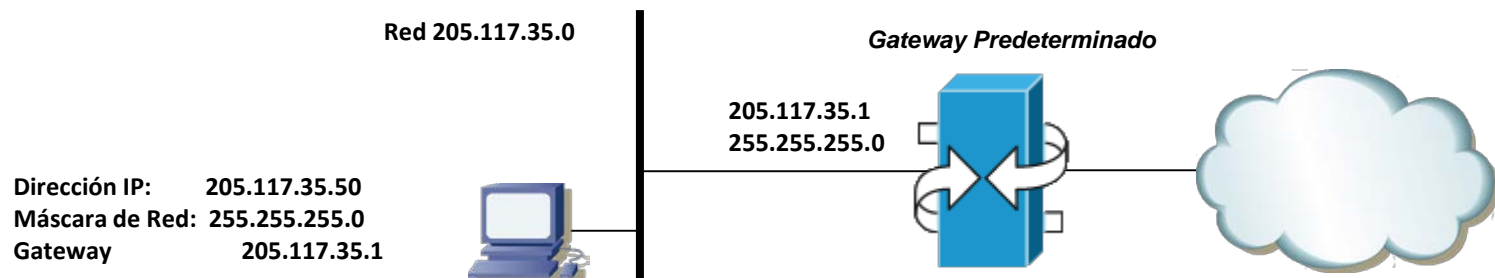 Red 205.117.35.0
Gateway Predeterminado
205.117.35.1
255.255.255.0
Dirección IP: 205.117.35.50
Máscara de Red: 255.255.255.0
Gateway 205.117.35.1